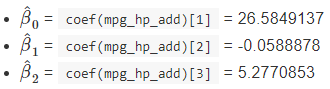 • β̂₀ = coef(mpg_hp_add)[1] = 26.5849137
• β̂₁ = coef(mpg_hp_add)[2] = -0.0588878
• β̂₂ = coef(mpg_hp_add)[3] = 5.2770853